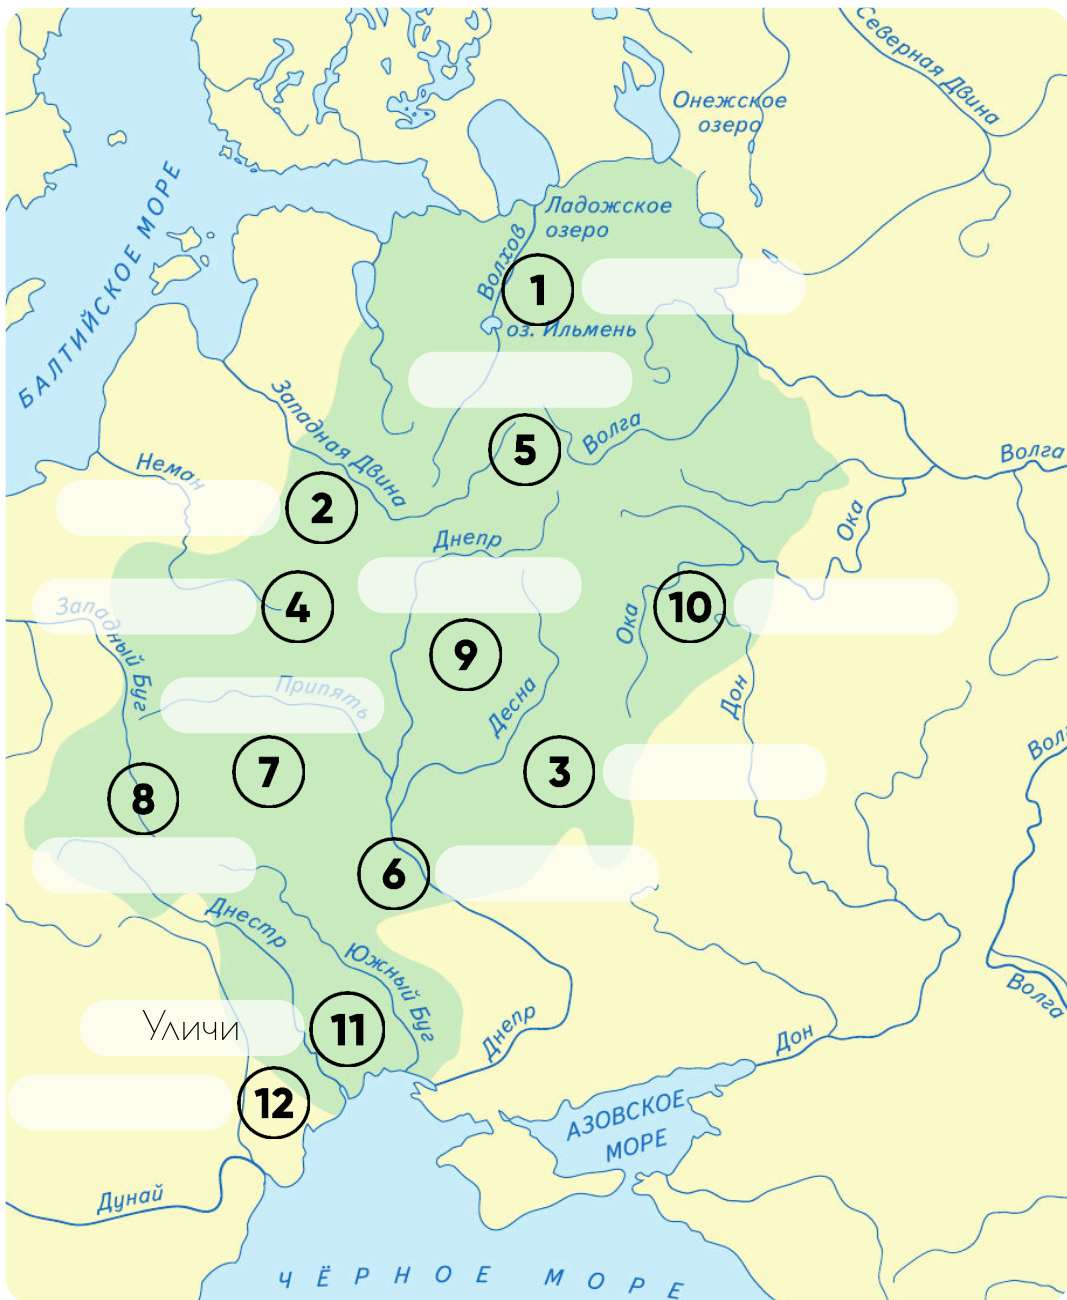 Северная Двина
Онежское
озеро
Ладожское
озеро
Волхов
БАЛТИЙСКОЕ МОРЕ
1
оз. Ильмень
Западная Двина
5
Волга
Волга
Неман
2
Ока
Днепр
Западный Буг
4
Ока
10
9
Припять
Десна
Дон
Волга
7
3
8
6
Днестр
Южный Буг
Волга
Уличи
11
Днепр
Дон
12
АЗОВСКОЕ
МОРЕ
Дунай
ЧЁРНОЕ МОРЕ